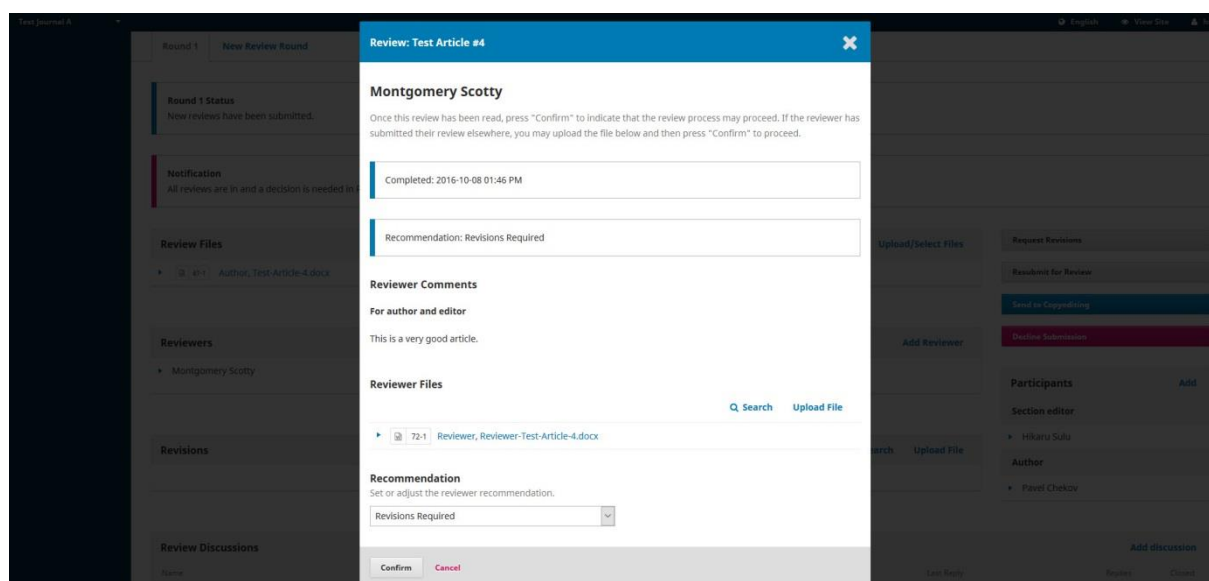 Test Journal A
English
View Site
Round 1
New Review Round
Round 1 Status
New reviews have been submitted.
Notification
All reviews are in and a decision is needed in
Review Files
Upload/Select Files
67-1 Author, Test-Article-4.docx
Reviewers
Add Reviewer
Montgomery Scotty
Revisions
Upload File
Review Discussions
Add discussion
Name
Last Reply
Replies
Closed
Review: Test Article #4
Montgomery Scotty
Once this review has been read, press "Confirm" to indicate that the review process may proceed. If the reviewer has
submitted their review elsewhere, you may upload the file below and then press "Confirm" to proceed.
Completed: 2016-10-08 01:46 PM
Recommendation: Revisions Required
Reviewer Comments
For author and editor
This is a very good article.
Reviewer Files
Search
Upload File
72-1 Reviewer, Reviewer-Test-Article-4.docx
Recommendation
Set or adjust the reviewer recommendation.
Revisions Required
Confirm
Cancel
Request Revisions
Resubmit for Review
Send to Copyediting
Decline Submission
Participants
Add
Section editor
Hikaru Sulu
Author
Pavel Chekov